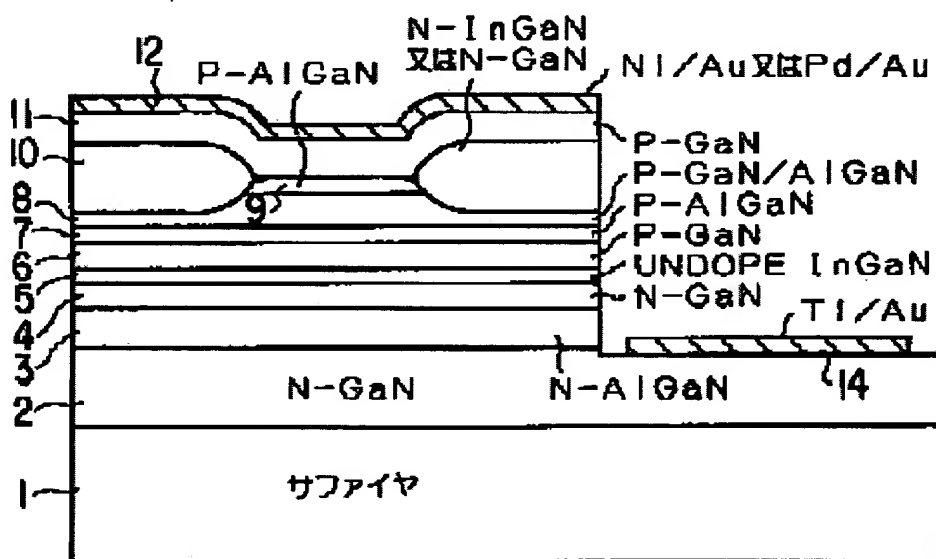 N-InGaN
又はN-GaN
P-AlGaN
Ni/Au又はPd/Au
12
11
10
P-GaN
P-GaN/AlGaN
P-AlGaN
P-GaN
UNDOPE InGaN
N-GaN
9
8
7
6
5
4
3
2
1
Ti/Au
14
N-GaN
N-AlGaN
サファイヤ